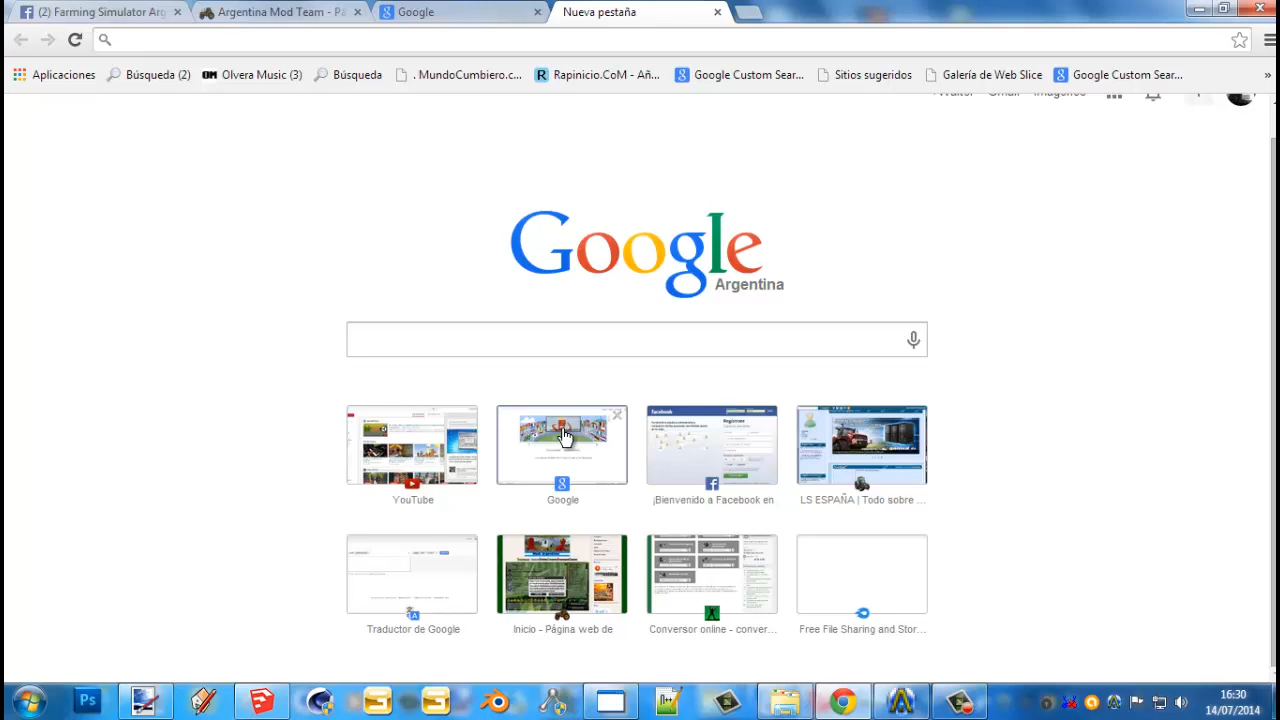 (2) Farming Simulator Arg
Argentina Mod Team - Pá
Google
Nueva pestaña
Aplicaciones
Búsqueda (2)
Olvera Music (3)
Búsqueda
. MundoCumbiero.c...
Rapinicio.CoM - Añ...
Google Custom Sear...
Sitios sugeridos
Galería de Web Slice
Google Custom Sear...
+Walter Gmail Imágenes
Google
Argentina
YouTube
Google
¡Bienvenido a Facebook en
LS ESPAÑA | Todo sobre ...
Traductor de Google
Inicio - Página web de
Conversor online - conver...
Free File Sharing and Stor...
16:30
14/07/2014